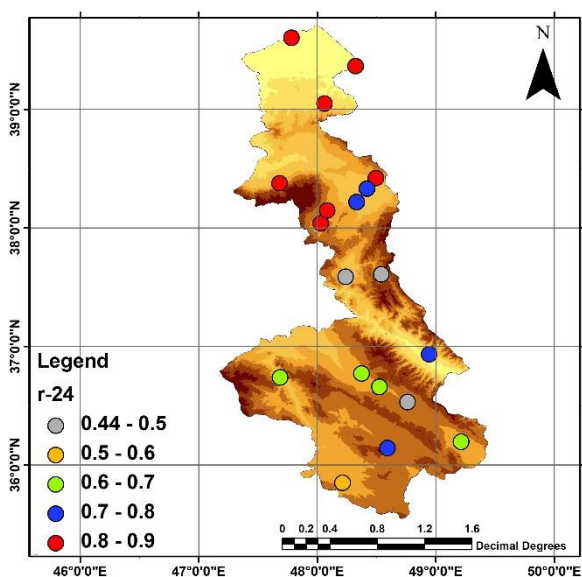 N
39°0'0"N
38°0'0"N
37°0'0"N
36°0'0"N
Legend
r-24
0.44 - 0.5
0.5 - 0.6
0.6 - 0.7
0.7 - 0.8
0.8 - 0.9
0 0.2 0.4 0.8 1.2 1.6
Decimal Degrees
46°0'0"E 47°0'0"E 48°0'0"E 49°0'0"E 50°0'0"E